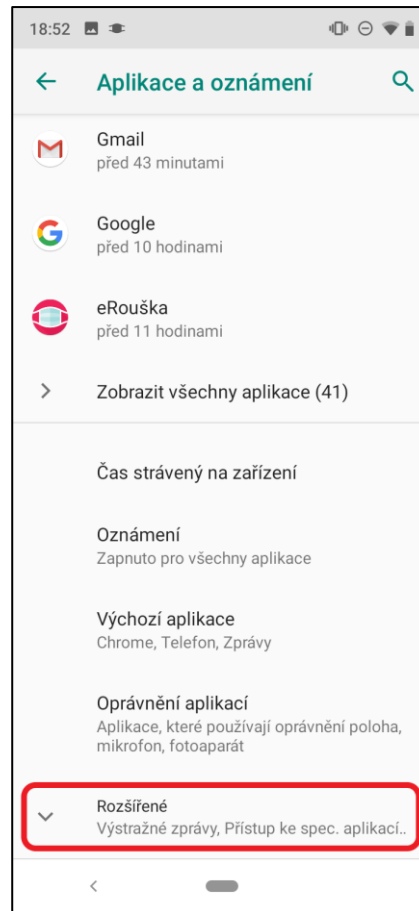 18:52
Aplikace a oznámení
Gmail
před 43 minutami
Google
před 10 hodinami
eRouška
před 11 hodinami
Zobrazit všechny aplikace (41)
Čas strávený na zařízení
Oznámení
Zapnuto pro všechny aplikace
Výchozí aplikace
Chrome, Telefon, Zprávy
Oprávnění aplikací
Aplikace, které používají oprávnění poloha,
mikrofon, fotoaparát
Rozšířené
Výstražné zprávy, Přístup ke spec. aplikací..